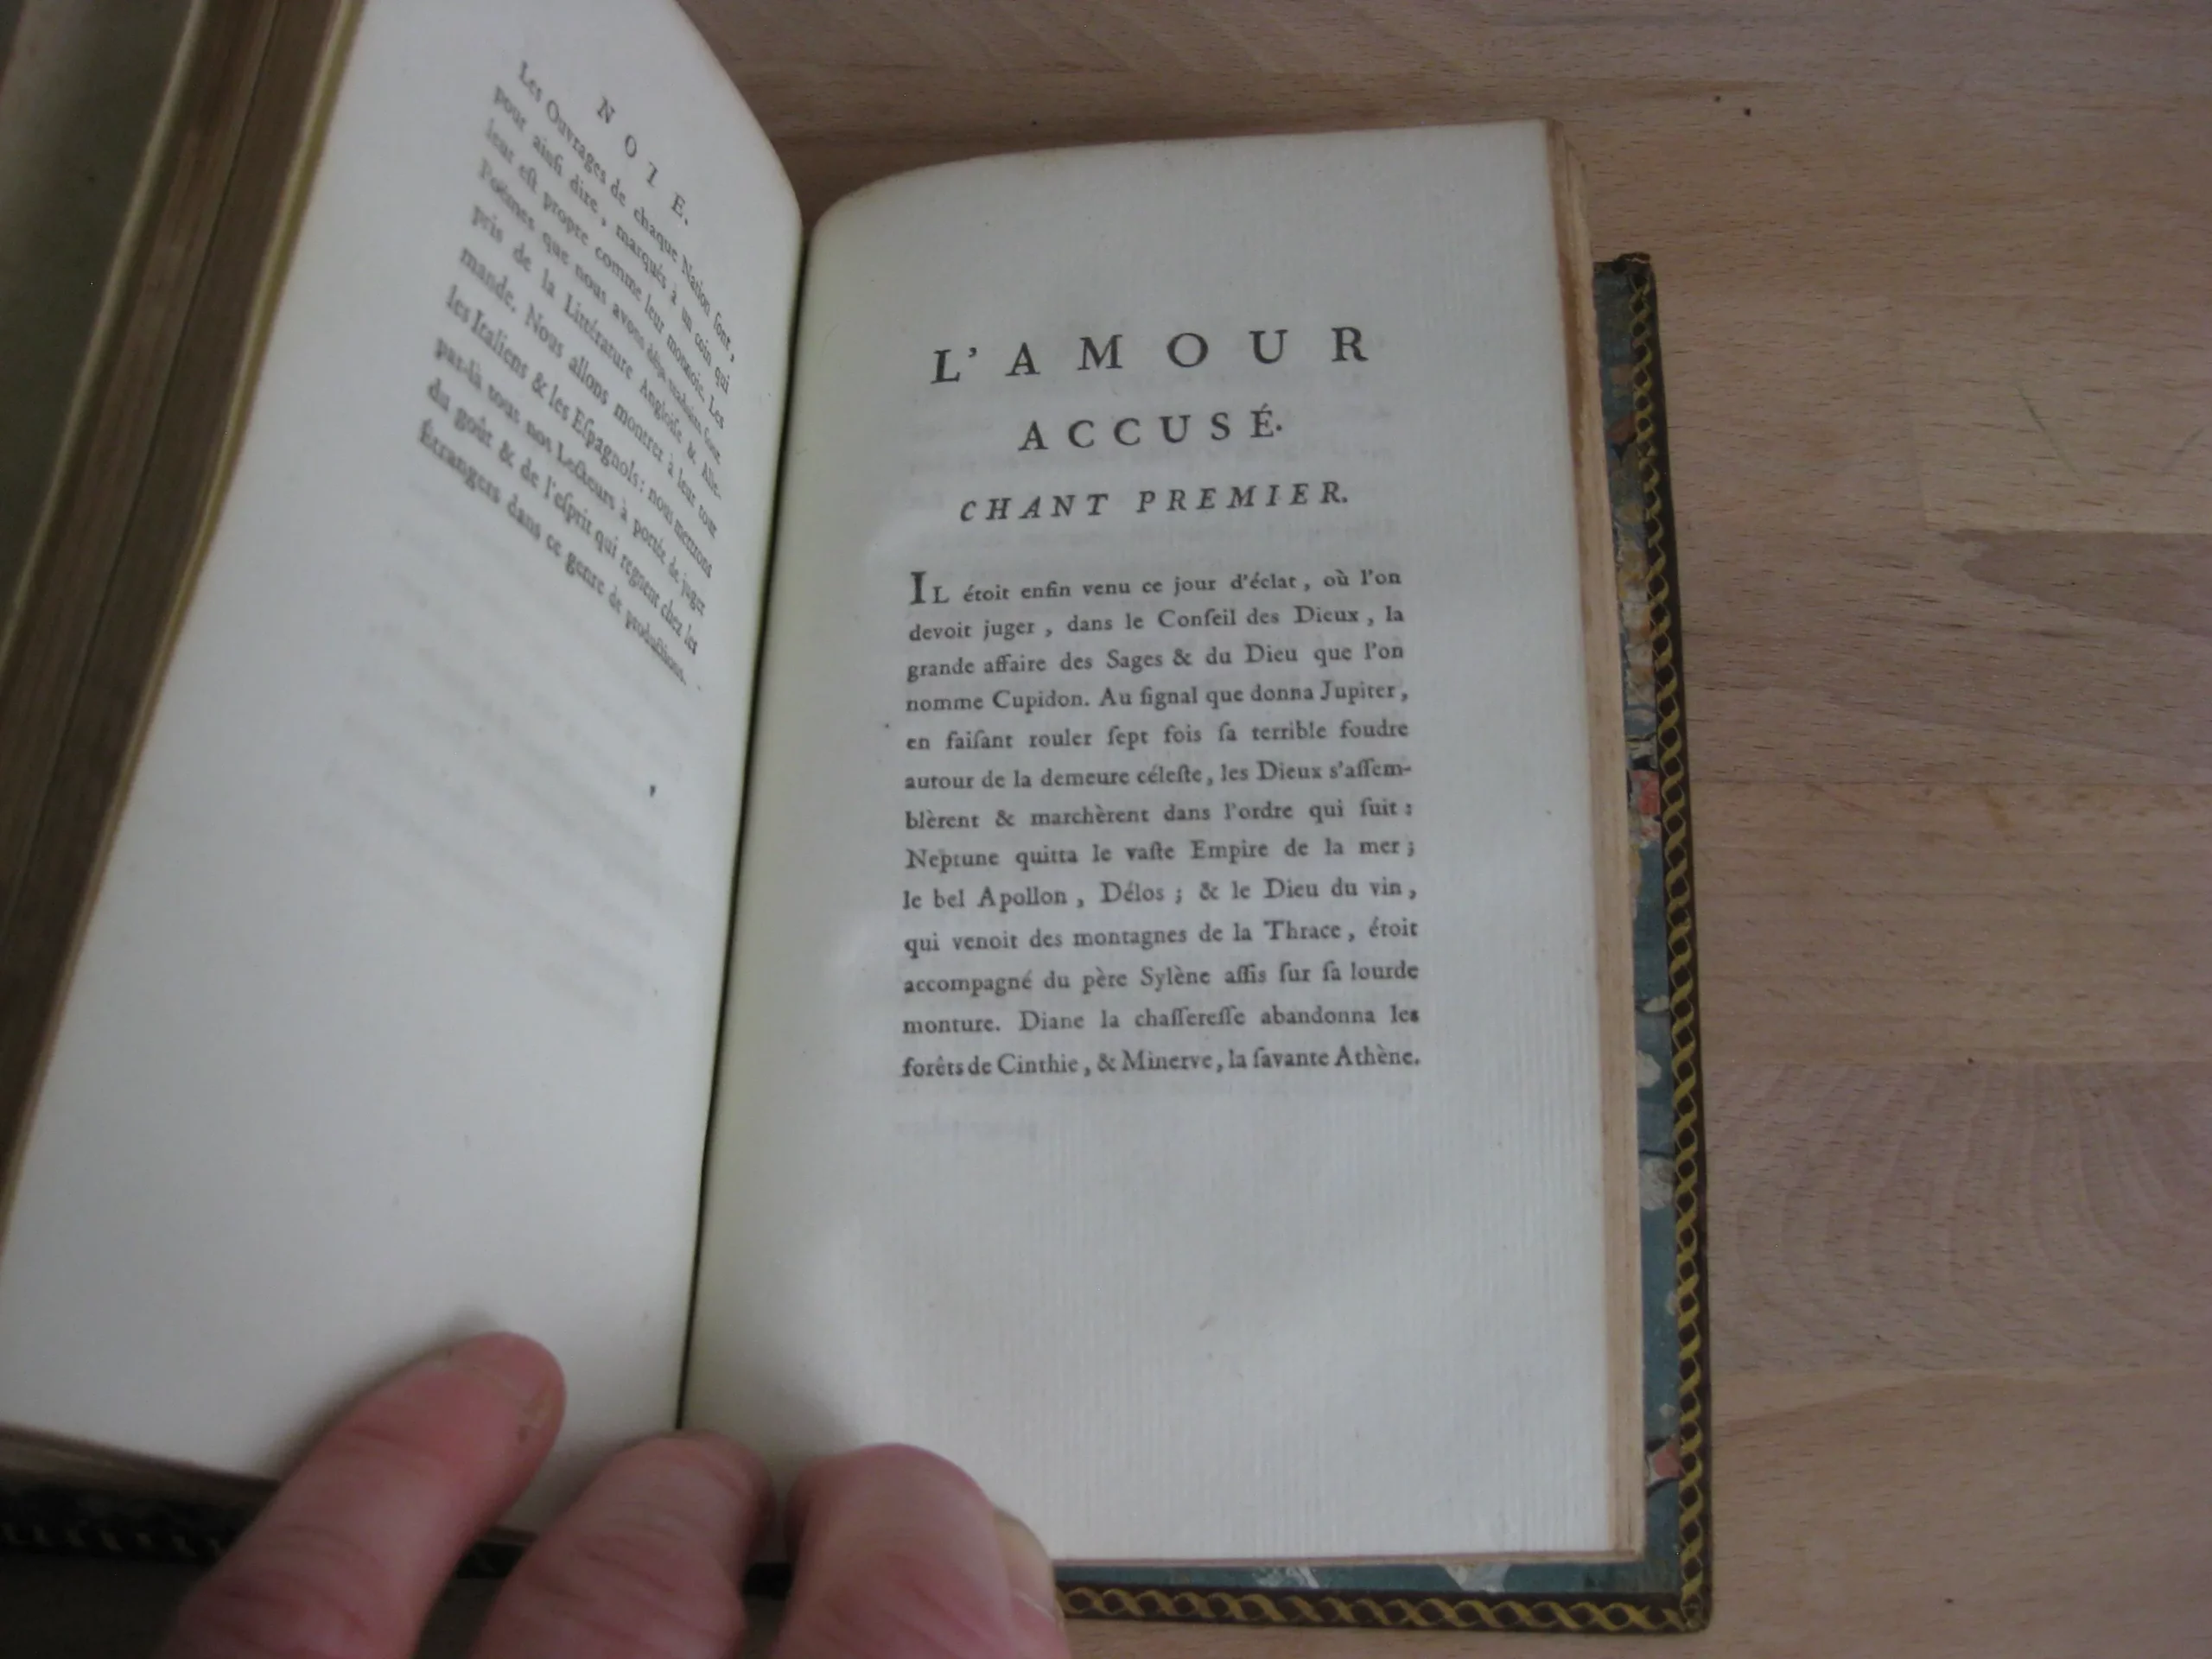 NOTE.
Les Ouvrages de chaque Nation ſont,
pour ainſi dire, marqués à un coin qui
leur eſt propre comme leur monnoie. Les
Poëmes que nous avons déja traduits ſont
pris de la Littérature Angloiſe & Alle-
mande. Nous allons montrer à leur tour
les Italiens & les Eſpagnols: nous mettrons
par-là tous nos Lecteurs à portée de juger
du goût & de l'eſprit qui regnent chez les
Étrangers dans ce genre de productions.
L'AMOUR
ACCUSÉ.
CHANT PREMIER.
IL étoit enfin venu ce jour d'éclat, où l'on
devoit juger, dans le Conſeil des Dieux, la
grande affaire des Sages & du Dieu que l'on
nomme Cupidon. Au ſignal que donna Jupiter,
en faiſant rouler ſept fois ſa terrible foudre
autour de la demeure céleſte, les Dieux s'aſſem-
blèrent & marchèrent dans l'ordre qui ſuit:
Neptune quitta le vaſte Empire de la mer;
le bel Apollon, Délos; & le Dieu du vin,
qui venoit des montagnes de la Thrace, étoit
accompagné du père Sylène aſſis ſur ſa lourde
monture. Diane la chaſſereſſe abandonna les
forêts de Cinthie, & Minerve, la ſavante Athène.